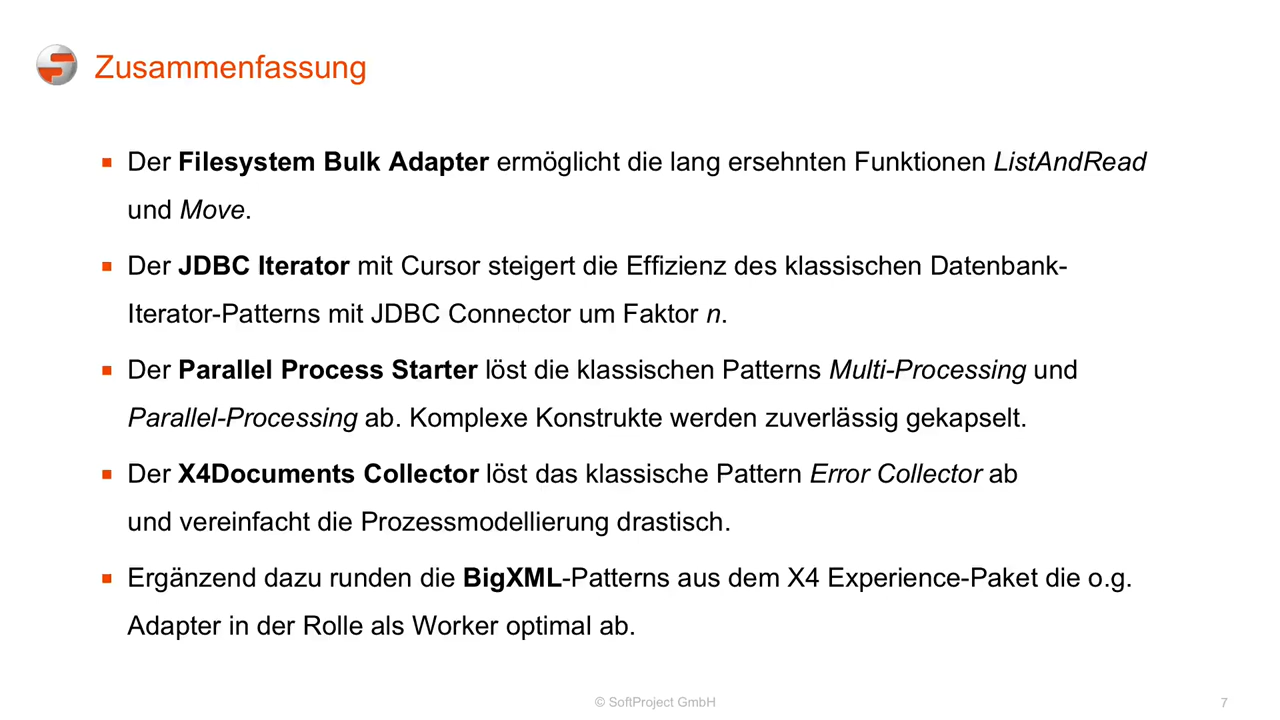 Zusammenfassung
Der Filesystem Bulk Adapter ermöglicht die lang ersehnten Funktionen ListAndRead
und Move.
Der JDBC Iterator mit Cursor steigert die Effizienz des klassischen Datenbank-
Iterator-Patterns mit JDBC Connector um Faktor n.
Der Parallel Process Starter löst die klassischen Patterns Multi-Processing und
Parallel-Processing ab. Komplexe Konstrukte werden zuverlässig gekapselt.
Der X4Documents Collector löst das klassische Pattern Error Collector ab
und vereinfacht die Prozessmodellierung drastisch.
Ergänzend dazu runden die BigXML-Patterns aus dem X4 Experience-Paket die o.g.
Adapter in der Rolle als Worker optimal ab.
© SoftProject GmbH
7